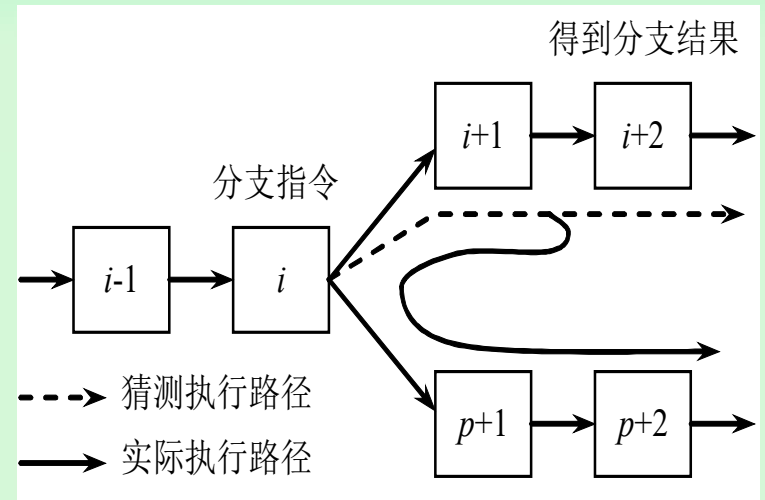 得到分支结果
i+1
i+2
分支指令
i-1
i
猜测执行路径
p+1
p+2
实际执行路径